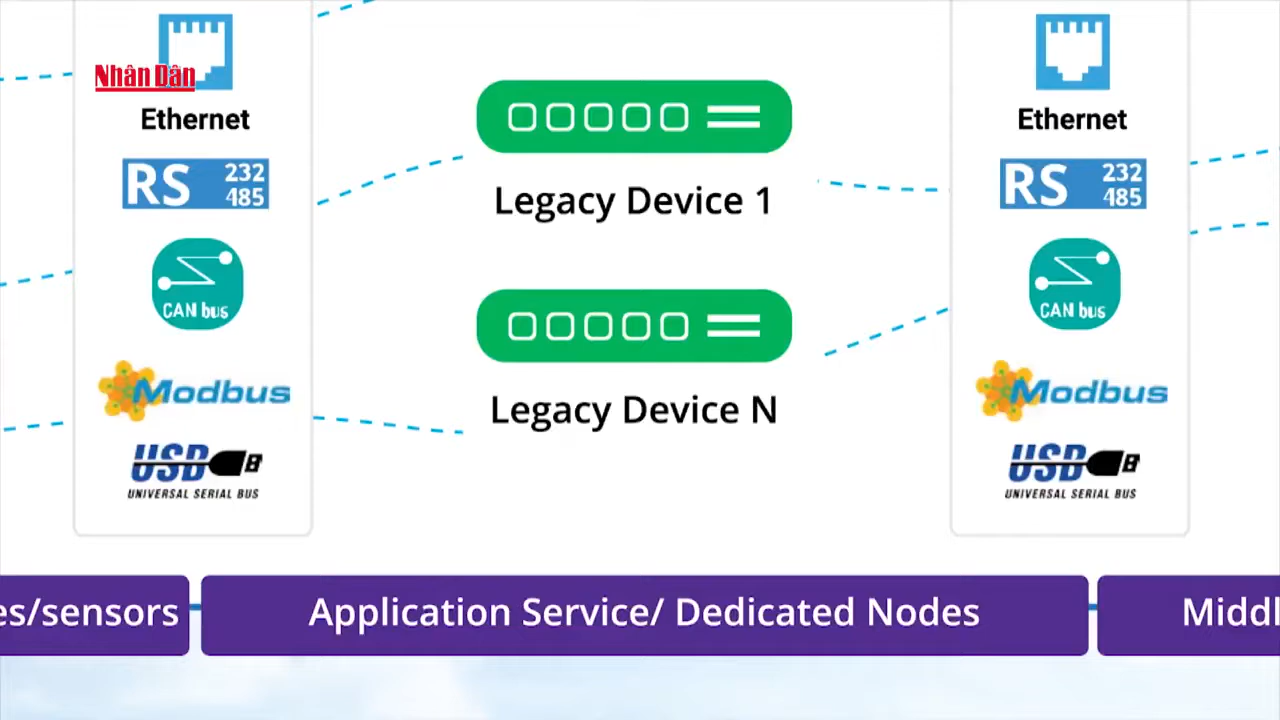 Nhân Dân
Ethernet
RS 232 485
CAN bus
Modbus
USB
UNIVERSAL SERIAL BUS
Legacy Device 1
Legacy Device N
Ethernet
RS 232 485
CAN bus
Modbus
USB
UNIVERSAL SERIAL BUS
es/sensors
Application Service/ Dedicated Nodes
Middl